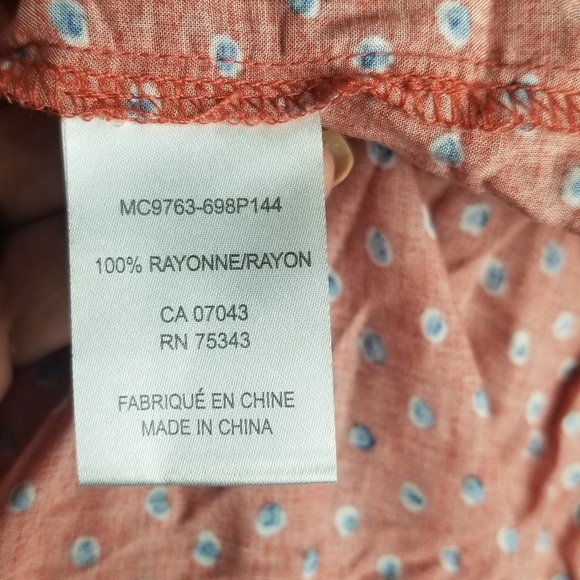 MC9763-698P144
100% RAYONNE/RAYON
CA 07043
RN 75343
FABRIQUÉ EN CHINE
MADE IN CHINA